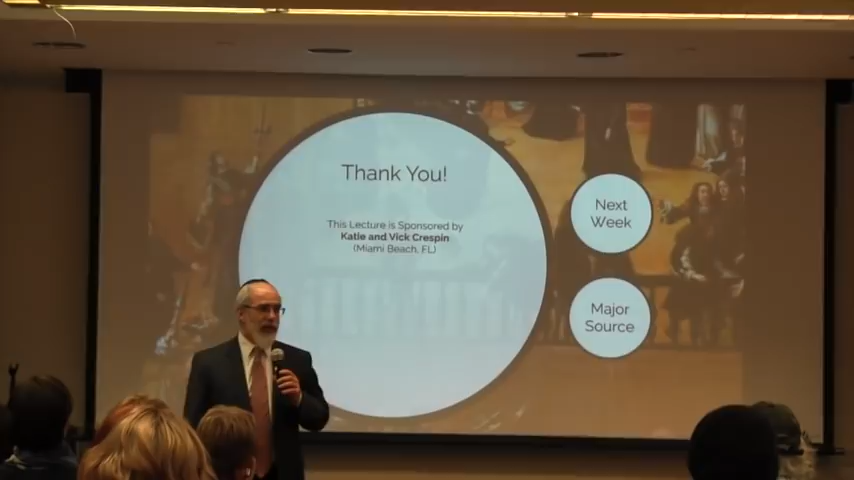 Thank You!
This Lecture is Sponsored by
Katie and Vick Crespin
(Miami Beach, FL)
Next
Week
Major
Source